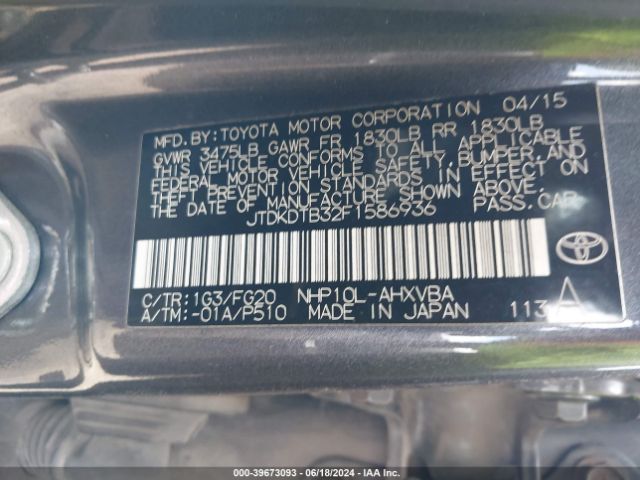 MFD. BY: TOYOTA MOTOR CORPORATION 04/15
GVWR 3475LB GAWR FR 1830LB RR 1830LB
THIS VEHICLE CONFORMS TO ALL APPLICABLE
FEDERAL MOTOR VEHICLE SAFETY, BUMPER, AND
THEFT PREVENTION STANDARDS IN EFFECT ON
THE DATE OF MANUFACTURE SHOWN ABOVE.
JTDKDTB32F1586936 PASS. CAR
TOYOTA
C/TR: 1G3/FG20 NHP10L-AHXVBA
A/TM: -01A/P510 MADE IN JAPAN 113 A
000-39673093 - 06/18/2024 - IAA Inc.